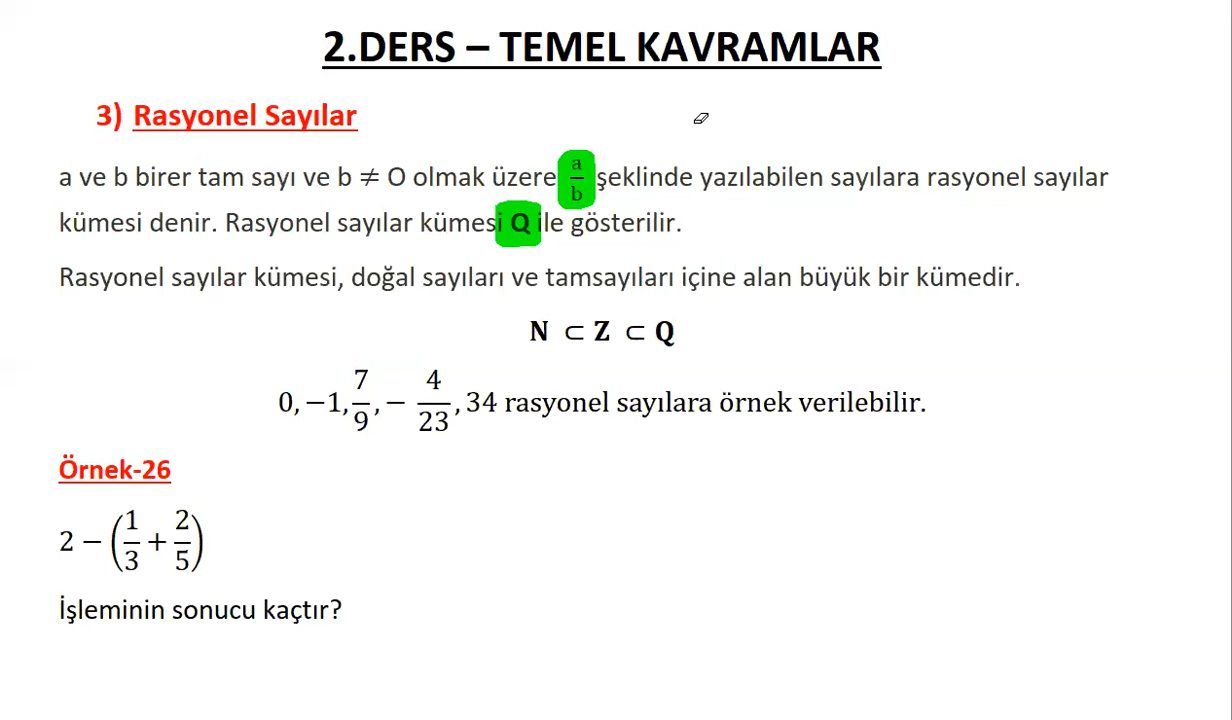 2.DERS – TEMEL KAVRAMLAR
3) Rasyonel Sayılar
a ve b birer tam sayı ve b ≠ O olmak üzere a/b şeklinde yazılabilen sayılara rasyonel sayılar
kümesi denir. Rasyonel sayılar kümesi Q ile gösterilir.
Rasyonel sayılar kümesi, doğal sayıları ve tamsayıları içine alan büyük bir kümedir.
N ⊂ Z ⊂ Q
0, −1, 7/9, − 4/23, 34 rasyonel sayılara örnek verilebilir.
Örnek-26
2 − (1/3 + 2/5)
İşleminin sonucu kaçtır?